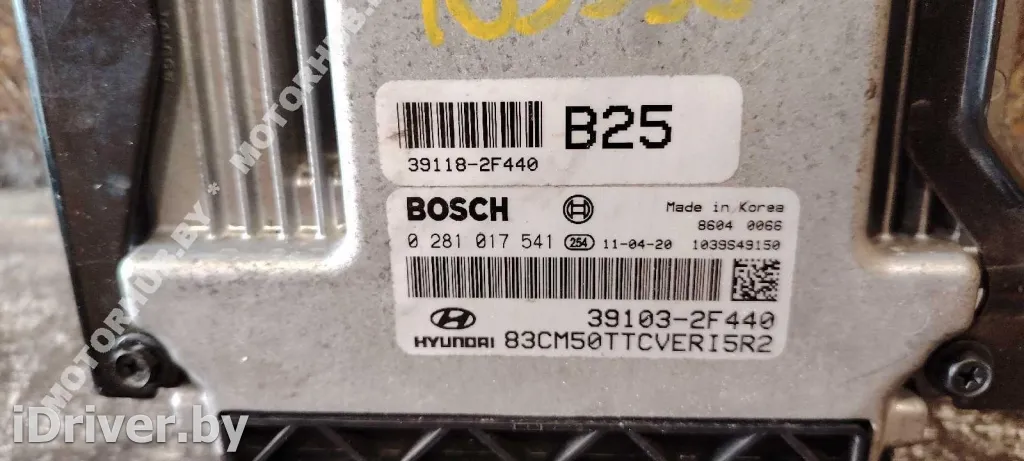 39118-2F440
B25
BOSCH
Made in Korea
8604 0066
0 281 017 541 254 11-04-20 1039S49150
39103-2F440
HYUNDAI 83CM50TTCVERI5R2
MOTORHUB.BY * MOTORHUB.BY
iDriver.by